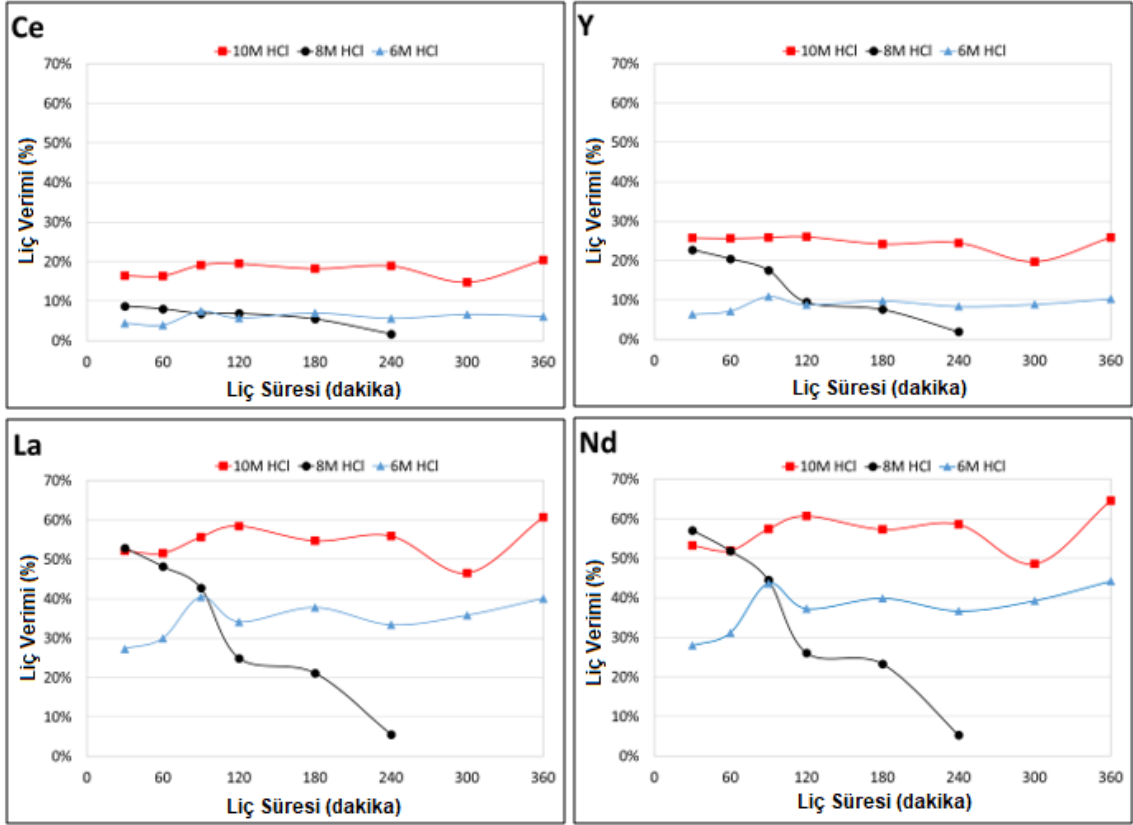 Ce
10M HCl 8M HCl 6M HCl
70%
60%
50%
40%
30%
20%
10%
0%
Liç Verimi (%)
0 60 120 180 240 300 360
Liç Süresi (dakika)
Y
10M HCl 8M HCl 6M HCl
70%
60%
50%
40%
30%
20%
10%
0%
Liç Verimi (%)
0 60 120 180 240 300 360
Liç Süresi (dakika)
La
10M HCl 8M HCl 6M HCl
70%
60%
50%
40%
30%
20%
10%
0%
Liç Verimi (%)
0 60 120 180 240 300 360
Liç Süresi (dakika)
Nd
10M HCl 8M HCl 6M HCl
70%
60%
50%
40%
30%
20%
10%
0%
Liç Verimi (%)
0 60 120 180 240 300 360
Liç Süresi (dakika)